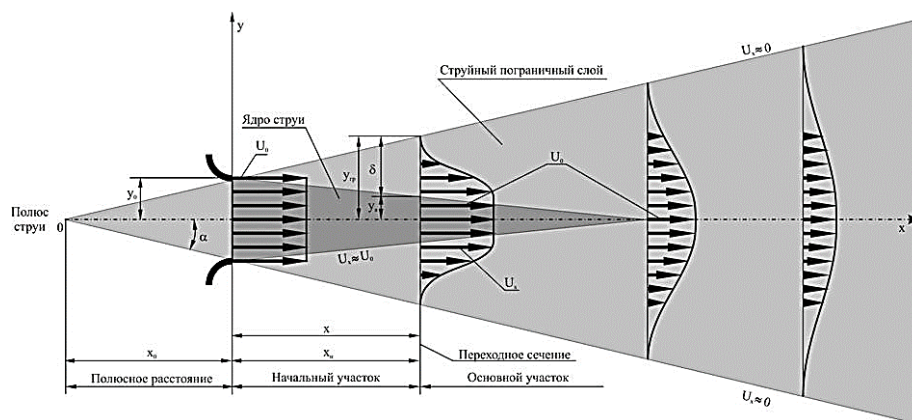 y
Uₓ≈0
Струйный пограничный слой
Ядро струи
U₀
U₀
y₀
yгр
δ
yя
Полюс
струи
0
α
x
Uₓ≈U₀
Uₓ
x
x₀
xн
Переходное сечение
Полюсное расстояние
Начальный участок
Основной участок
Uₓ≈0